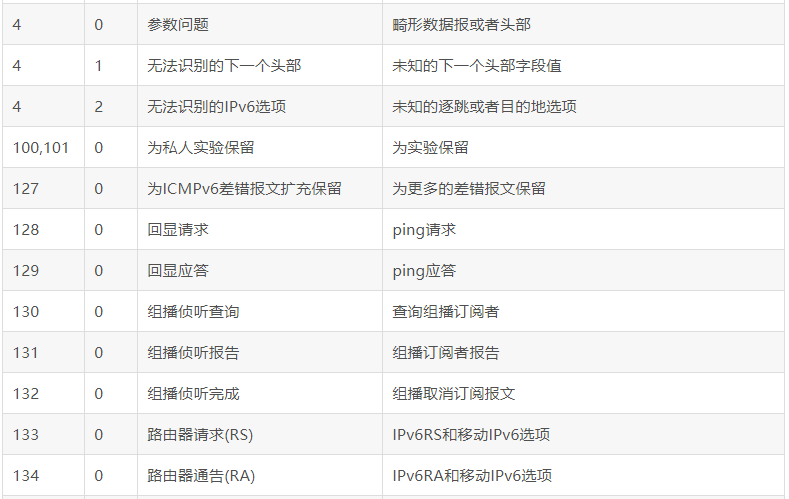 4 0 参数问题 畸形数据报或者头部
4 1 无法识别的下一个头部 未知的下一个头部字段值
4 2 无法识别的IPv6选项 未知的逐跳或者目的地选项
100,101 0 为私人实验保留 为实验保留
127 0 为ICMPv6差错报文扩充保留 为更多的差错报文保留
128 0 回显请求 ping请求
129 0 回显应答 ping应答
130 0 组播侦听查询 查询组播订阅者
131 0 组播侦听报告 组播订阅者报告
132 0 组播侦听完成 组播取消订阅报文
133 0 路由器请求(RS) IPv6RS和移动IPv6选项
134 0 路由器通告(RA) IPv6RA和移动IPv6选项